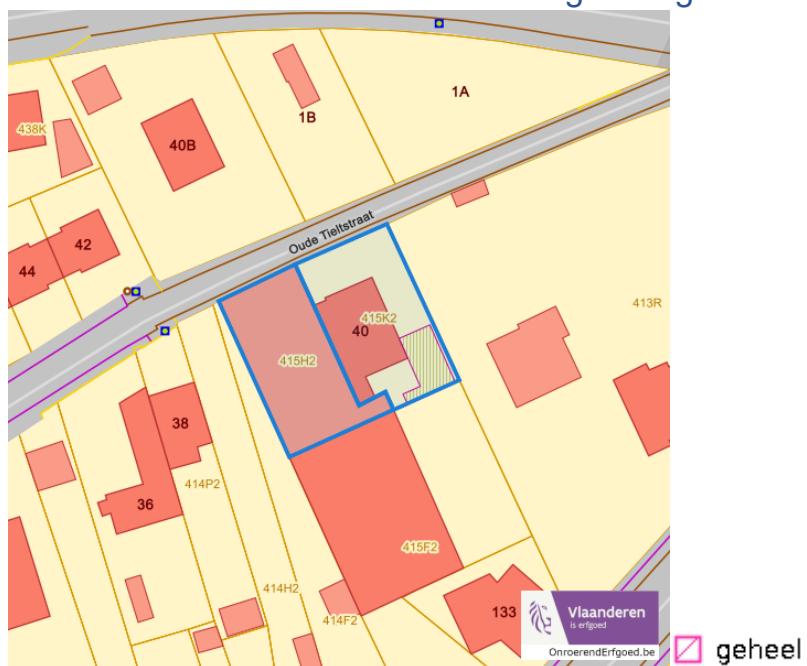 1A
1B
438K
40B
Oude Tieltstraat
42
44
413R
415K2
40
415H2
38
414P2
36
415F2
414H2
133
414F2
Vlaanderen
is erfgoed
OnroerendErfgoed.be
geheel